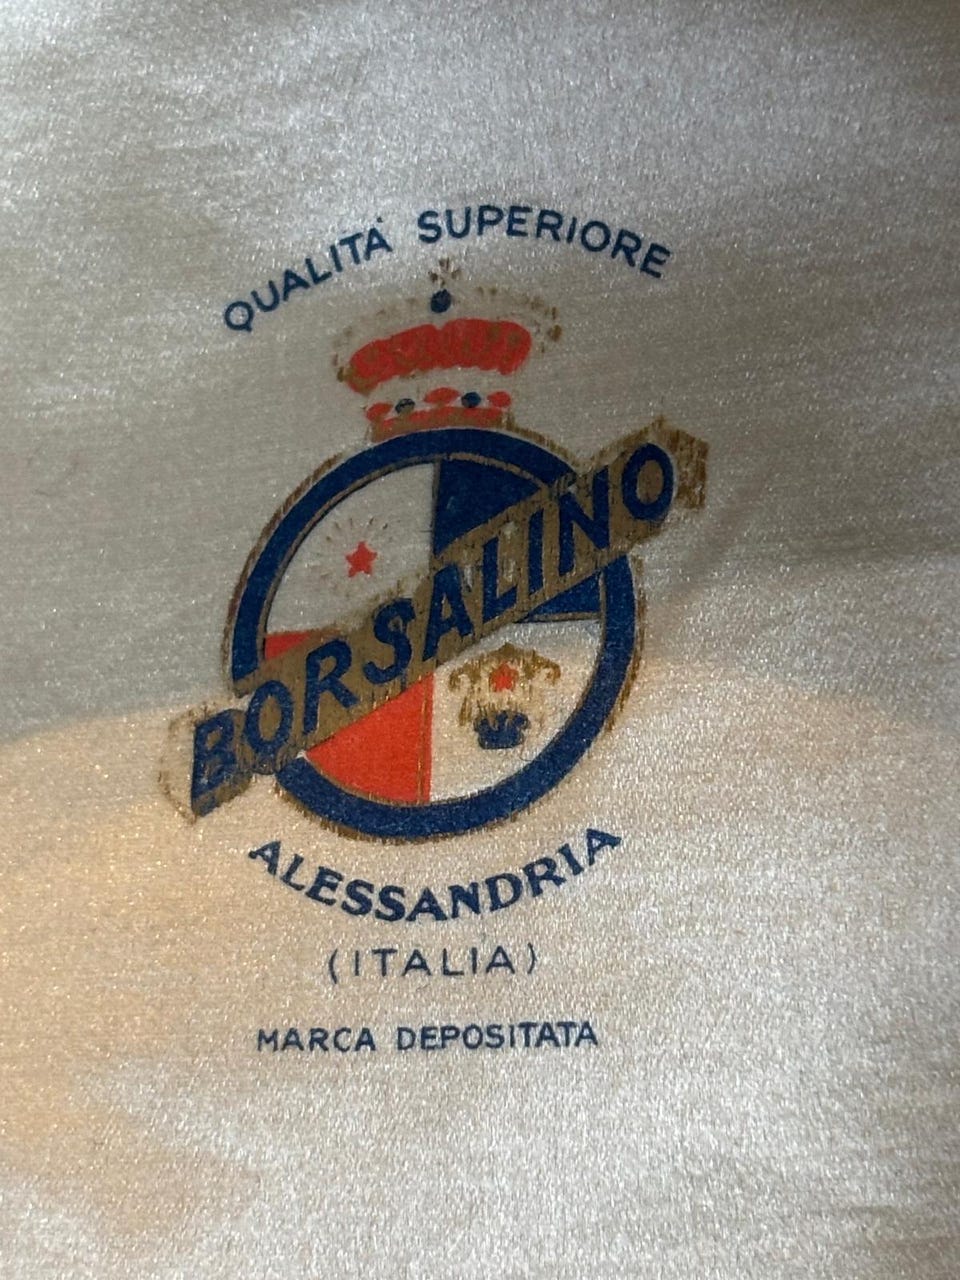 QUALITÀ SUPERIORE
BORSALINO
ALESSANDRIA
(ITALIA)
MARCA DEPOSITATA